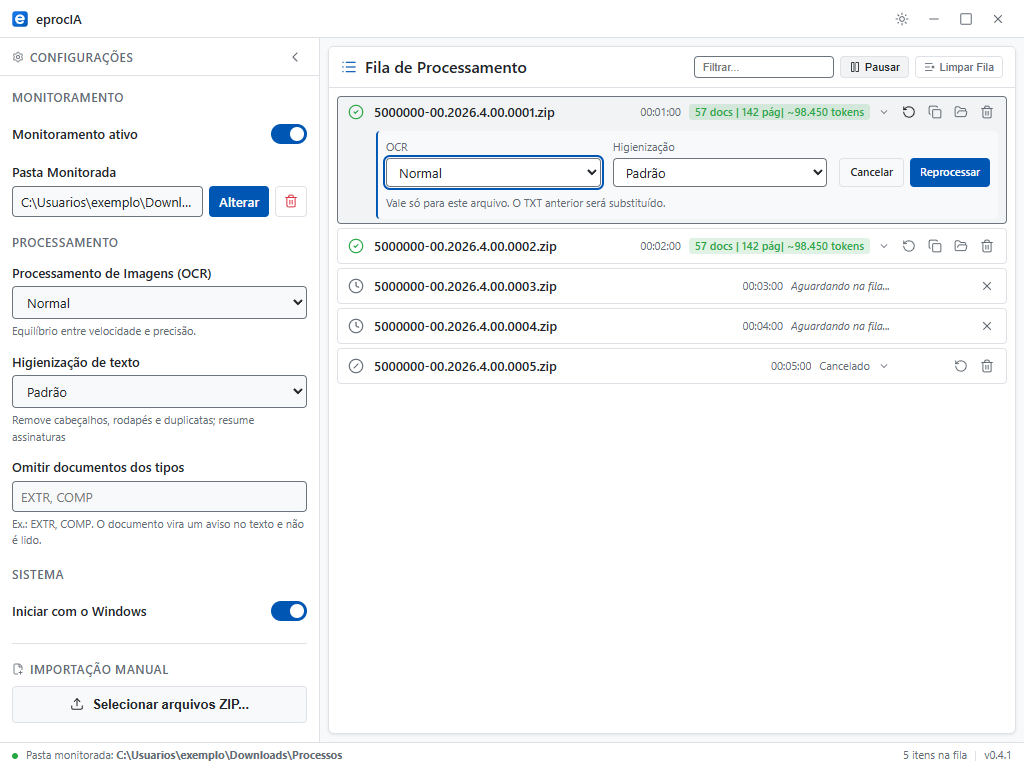 eprocIA
CONFIGURAÇÕES
MONITORAMENTO
Monitoramento ativo
Pasta Monitorada
C:\Usuarios\exemplo\Downl...
Alterar
PROCESSAMENTO
Processamento de Imagens (OCR)
Normal
Equilíbrio entre velocidade e precisão.
Higienização de texto
Padrão
Remove cabeçalhos, rodapés e duplicatas; resume
assinaturas
Omitir documentos dos tipos
EXTR, COMP
Ex.: EXTR, COMP. O documento vira um aviso no texto e não
é lido.
SISTEMA
Iniciar com o Windows
IMPORTAÇÃO MANUAL
Selecionar arquivos ZIP...
Fila de Processamento
Filtrar...
Pausar
Limpar Fila
5000000-00.2026.4.00.0001.zip 00:01:00 57 docs | 142 pág| ~98.450 tokens
OCR
Normal
Higienização
Padrão
Cancelar
Reprocessar
Vale só para este arquivo. O TXT anterior será substituído.
5000000-00.2026.4.00.0002.zip 00:02:00 57 docs | 142 pág| ~98.450 tokens
5000000-00.2026.4.00.0003.zip 00:03:00 Aguardando na fila...
5000000-00.2026.4.00.0004.zip 00:04:00 Aguardando na fila...
5000000-00.2026.4.00.0005.zip 00:05:00 Cancelado
Pasta monitorada: C:\Usuarios\exemplo\Downloads\Processos
5 itens na fila | v0.4.1